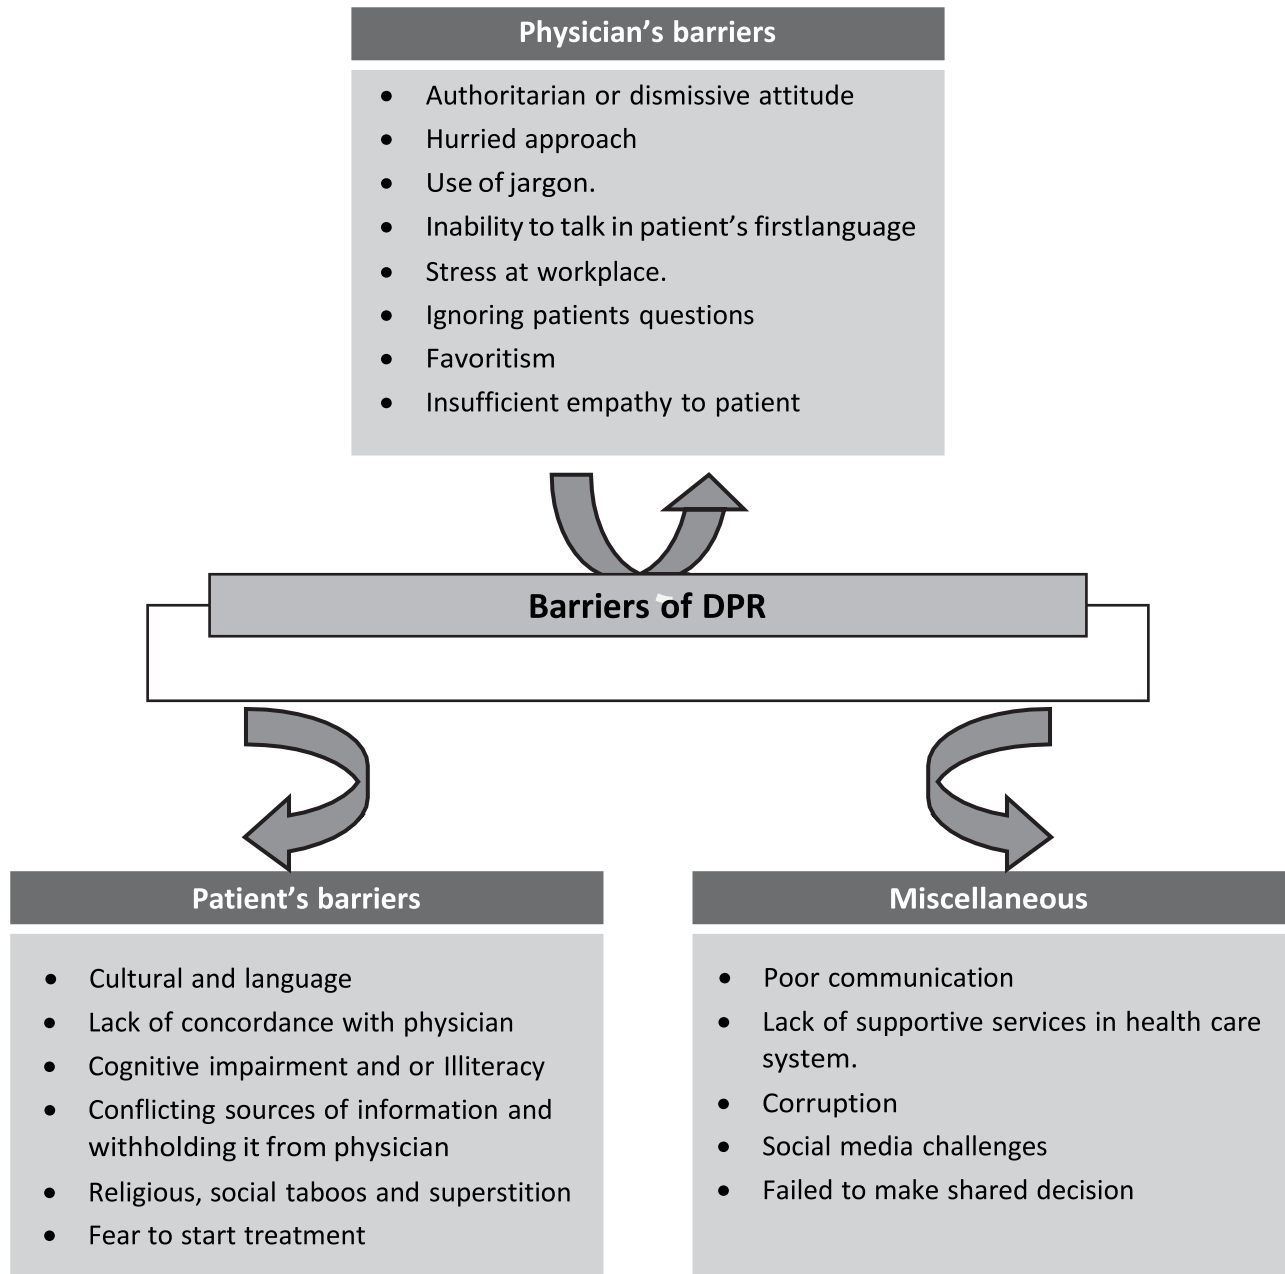 Physician’s barriers
• Authoritarian or dismissive attitude
• Hurried approach
• Use of jargon.
• Inability to talk in patient’s firstlanguage
• Stress at workplace.
• Ignoring patients questions
• Favoritism
• Insufficient empathy to patient
Barriers of DPR
Patient’s barriers
• Cultural and language
• Lack of concordance with physician
• Cognitive impairment and or Illiteracy
• Conflicting sources of information and
withholding it from physician
• Religious, social taboos and superstition
• Fear to start treatment
Miscellaneous
• Poor communication
• Lack of supportive services in health care
system.
• Corruption
• Social media challenges
• Failed to make shared decision